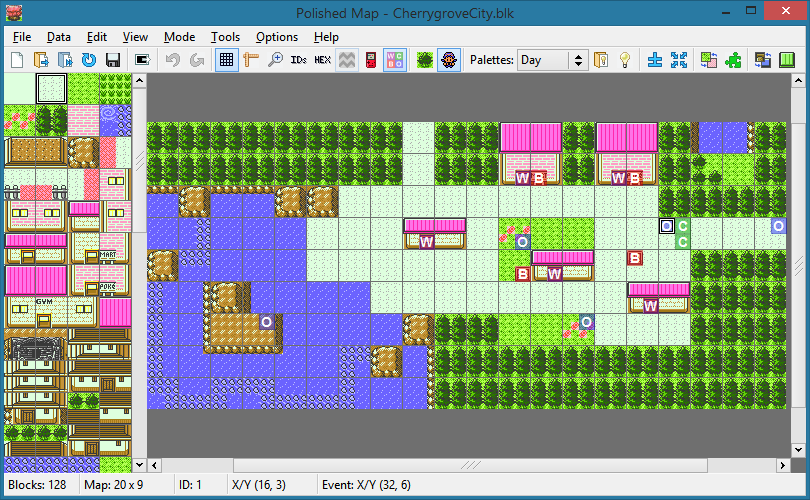 Polished Map - CherrygroveCity.blk
File Data Edit View Mode Tools Options Help
IDs HEX W C B O Palettes: Day
W B W B
O C O
W O C
B W B
W
O O
MART
POKé
GYM
Blocks: 128 Map: 20 x 9 ID: 1 X/Y (16, 3) Event: X/Y (32, 6)